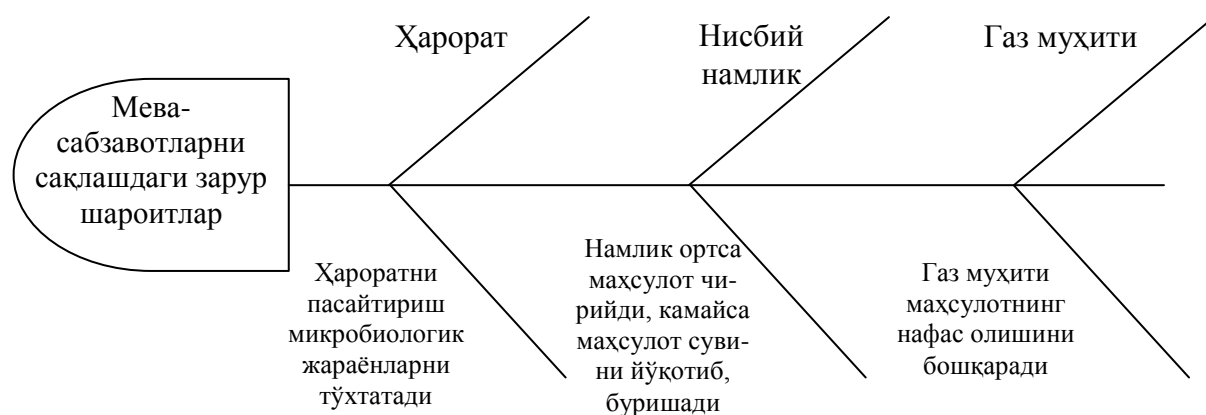 Ҳарорат
Нисбий
намлик
Газ муҳити
Мева-
сабзавотларни
сақлашдаги зарур
шароитлар
Ҳароратни
пасайтириш
микробиологик
жараёнларни
тўхтатади
Намлик ортса
маҳсулот чи-
рийди, камайса
маҳсулот суви-
ни йўқотиб,
буришади
Газ муҳити
маҳсулотнинг
нафас олишини
бошқаради